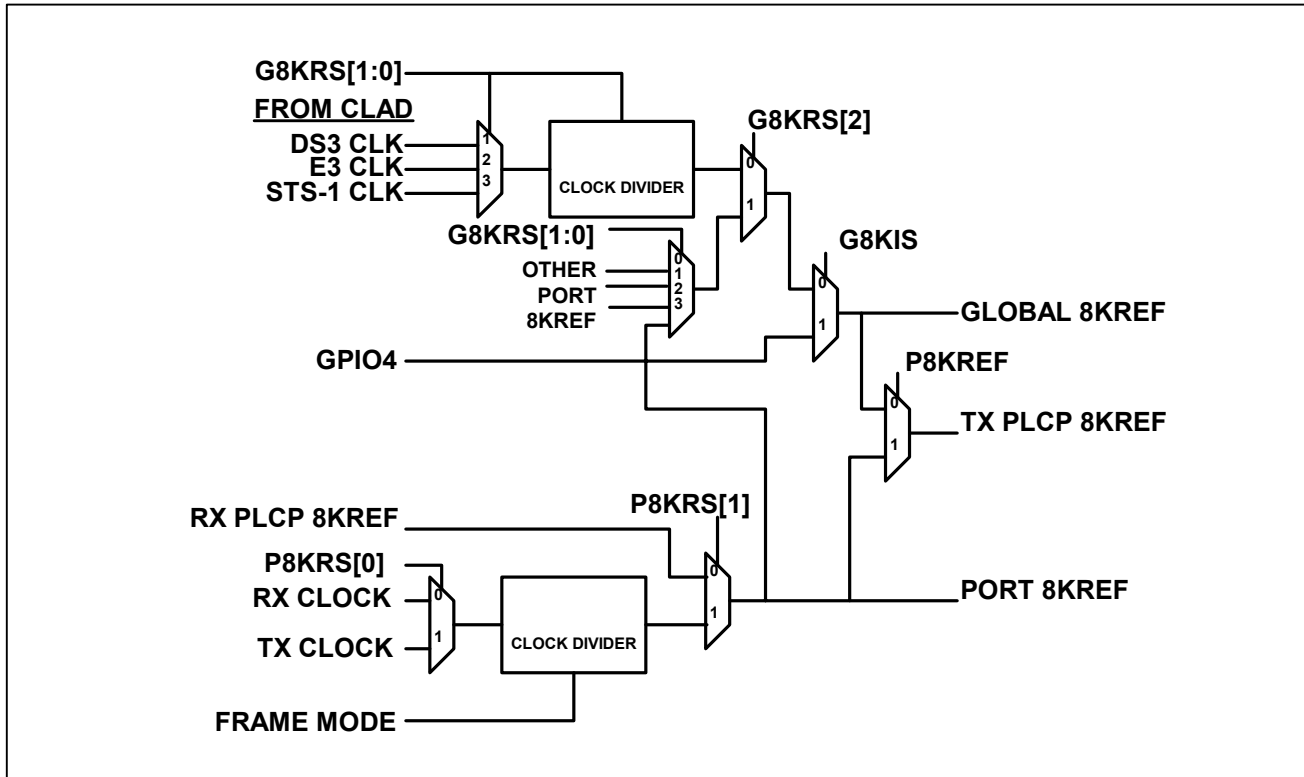 G8KRS[1:0]
FROM CLAD
DS3 CLK
E3 CLK
STS-1 CLK
1
2
3
CLOCK DIVIDER
G8KRS[2]
0
1
G8KRS[1:0]
OTHER
PORT
8KREF
0
1
2
3
G8KIS
0
1
GLOBAL 8KREF
GPIO4
P8KREF
0
1
TX PLCP 8KREF
RX PLCP 8KREF
P8KRS[1]
0
1
P8KRS[0]
RX CLOCK
TX CLOCK
0
1
CLOCK DIVIDER
PORT 8KREF
FRAME MODE